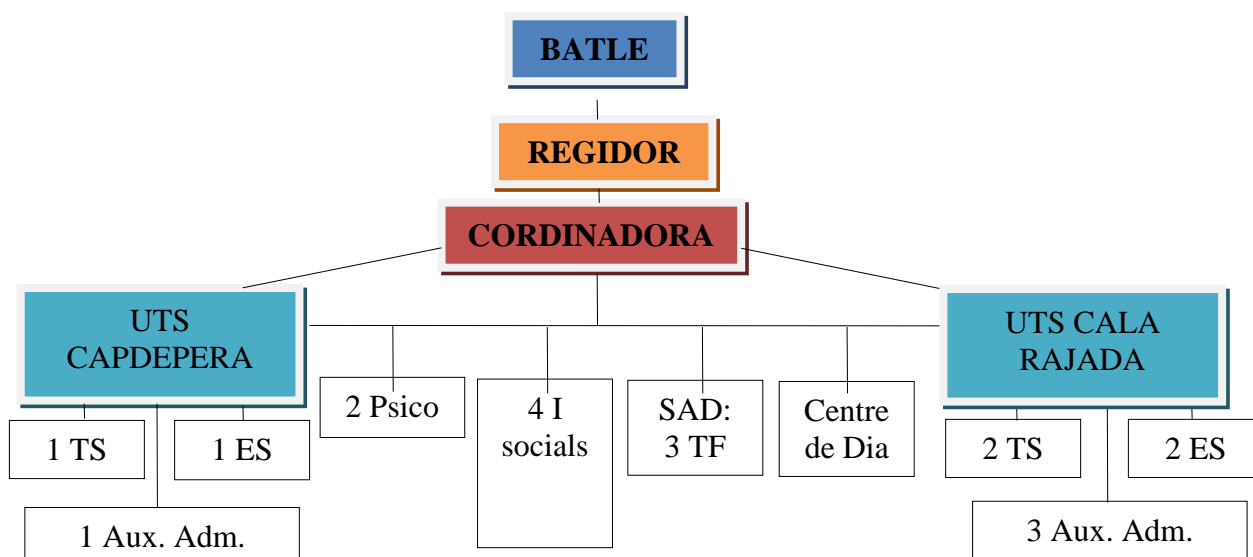 BATLE
REGIDOR
CORDINADORA
UTS
CAPDEPERA
UTS CALA
RAJADA
2 Psico
4 I
socials
SAD:
3 TF
Centre
de Dia
1 TS
1 ES
2 TS
2 ES
1 Aux. Adm.
3 Aux. Adm.